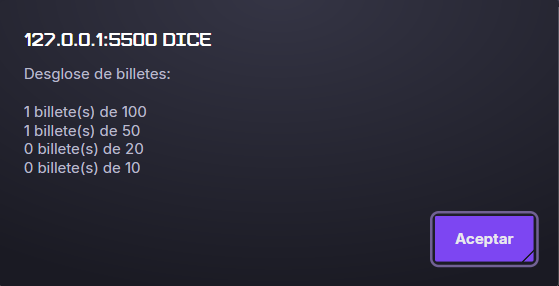 127.0.0.1:5500 DICE
Desglose de billetes:
1 billete(s) de 100
1 billete(s) de 50
0 billete(s) de 20
0 billete(s) de 10
Aceptar